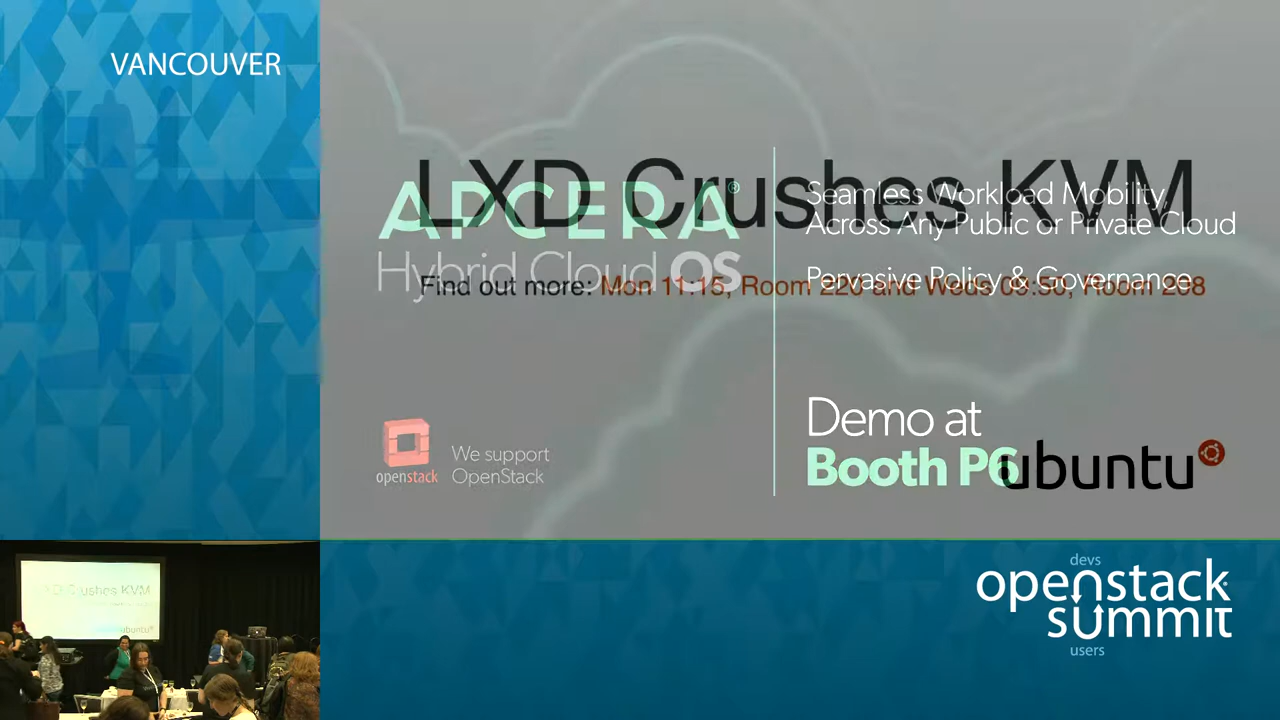 VANCOUVER
LXD Crushes KVM
APCERA®
Hybrid Cloud OS
Seamless Workload Mobility
Across Any Public or Private Cloud
Pervasive Policy & Governance
Find out more: Mon 11:15, Room 220 and Weds 09:50, Room 208
openstack
We support
OpenStack
Demo at
Booth P6
ubuntu
LXD Crushes KVM
ubuntu
devs
openstack
summit
users